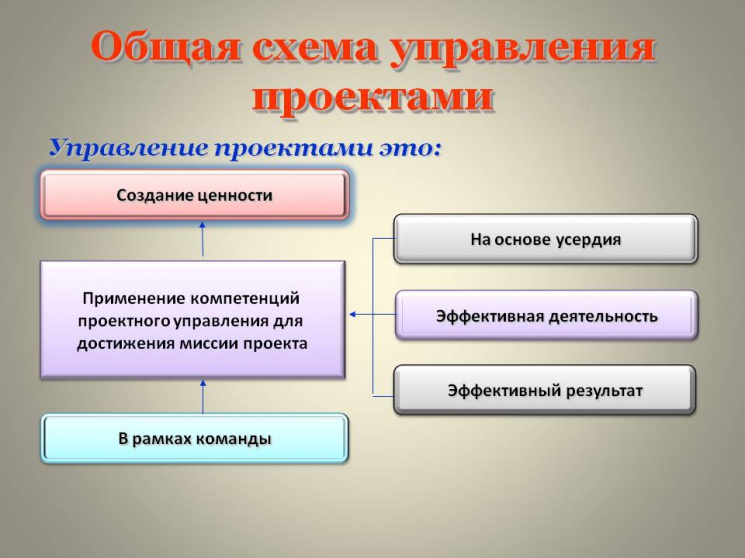 Общая схема управления
проектами
Управление проектами это:
Создание ценности
На основе усердия
Применение компетенций
проектного управления для
достижения миссии проекта
Эффективная деятельность
Эффективный результат
В рамках команды